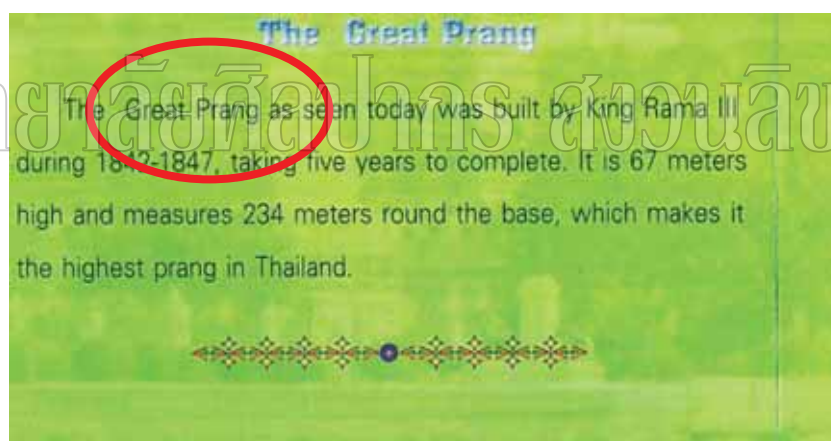 The Great Prang
ยาลัยศิลปากร สงวนลิข
The Great Prang as seen today was built by King Rama III
during 1842-1847, taking five years to complete. It is 67 meters
high and measures 234 meters round the base, which makes it
the highest prang in Thailand.